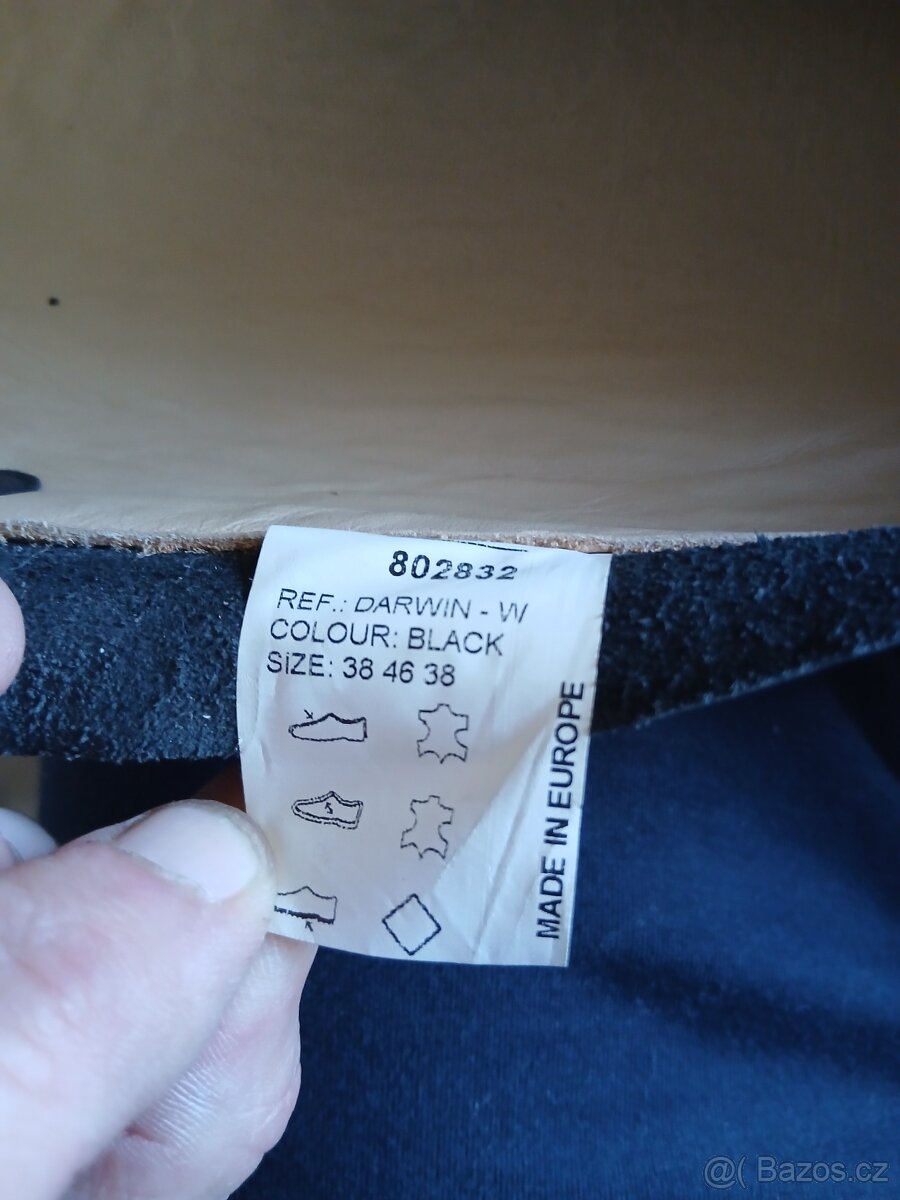 802832
REF.: DARWIN - W
COLOUR: BLACK
SIZE: 38 46 38
MADE IN EUROPE
@( Bazos.cz